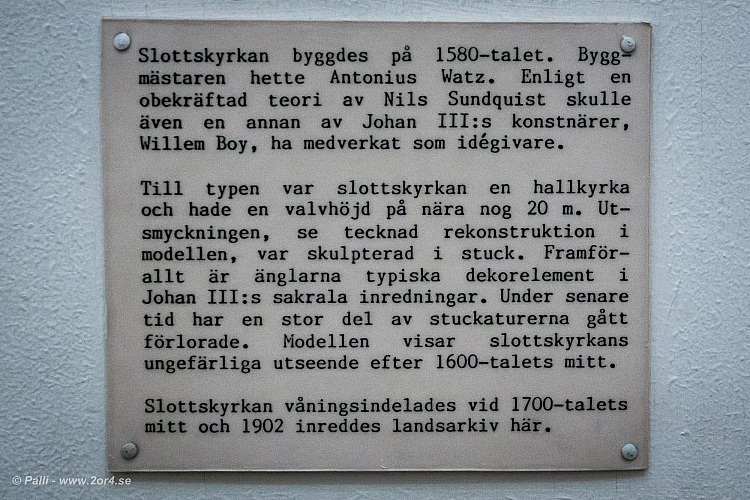 Slottskyrkan byggdes på 1580-talet. Bygg-
mästaren hette Antonius Watz. Enligt en
obekräftad teori av Nils Sundquist skulle
även en annan av Johan III:s konstnärer,
Willem Boy, ha medverkat som idégivare.

Till typen var slottskyrkan en hallkyrka
och hade en valvhöjd på nära nog 20 m. Ut-
smyckningen, se tecknad rekonstruktion i
modellen, var skulpterad i stuck. Framför-
allt är änglarna typiska dekorelement i
Johan III:s sakrala inredningar. Under senare
tid har en stor del av stuckaturerna gått
förlorade. Modellen visar slottskyrkans
ungefärliga utseende efter 1600-talets mitt.

Slottskyrkan våningsindelades vid 1700-talets
mitt och 1902 inreddes landsarkiv här.

© Palli - www.2or4.se